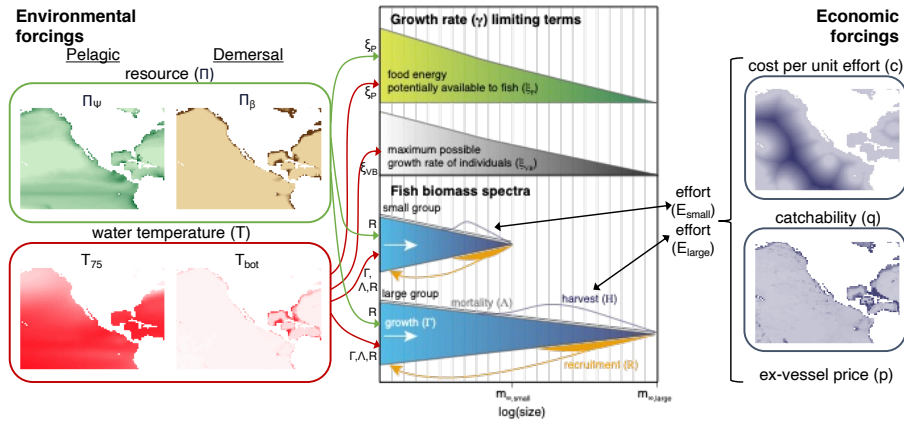 Environmental
forcings
Pelagic
Demersal
resource (Π)
Π_Ψ
Π_β
water temperature (T)
T_75
T_bot
Growth rate (γ) limiting terms
ξ_P
ξ_P
food energy
potentially available to fish (Ξ_P)
ξ_VB
maximum possible
growth rate of individuals (Ξ_VB)
Fish biomass spectra
small group
R
Γ,
Λ,R
large group
mortality (Λ)
harvest (H)
R
growth (Γ)
Γ,Λ,R
recruitment (R)
m_∞,small
m_∞,large
log(size)
effort
(E_small)
effort
(E_large)
Economic
forcings
cost per unit effort (c)
catchability (q)
ex-vessel price (p)